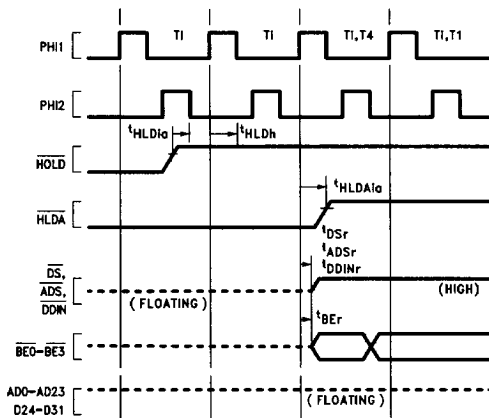 PHI1 Ti Ti Ti,T4 Ti,T1
PHI2
tHLDia tHLDh
HOLD
tHLDAia
HLDA
tDSr
tADSr
tDDINr
DS,
ADS,
DDIN
(FLOATING) (HIGH)
tBEr
BE0-BE3
AD0-AD23
D24-D31
(FLOATING)